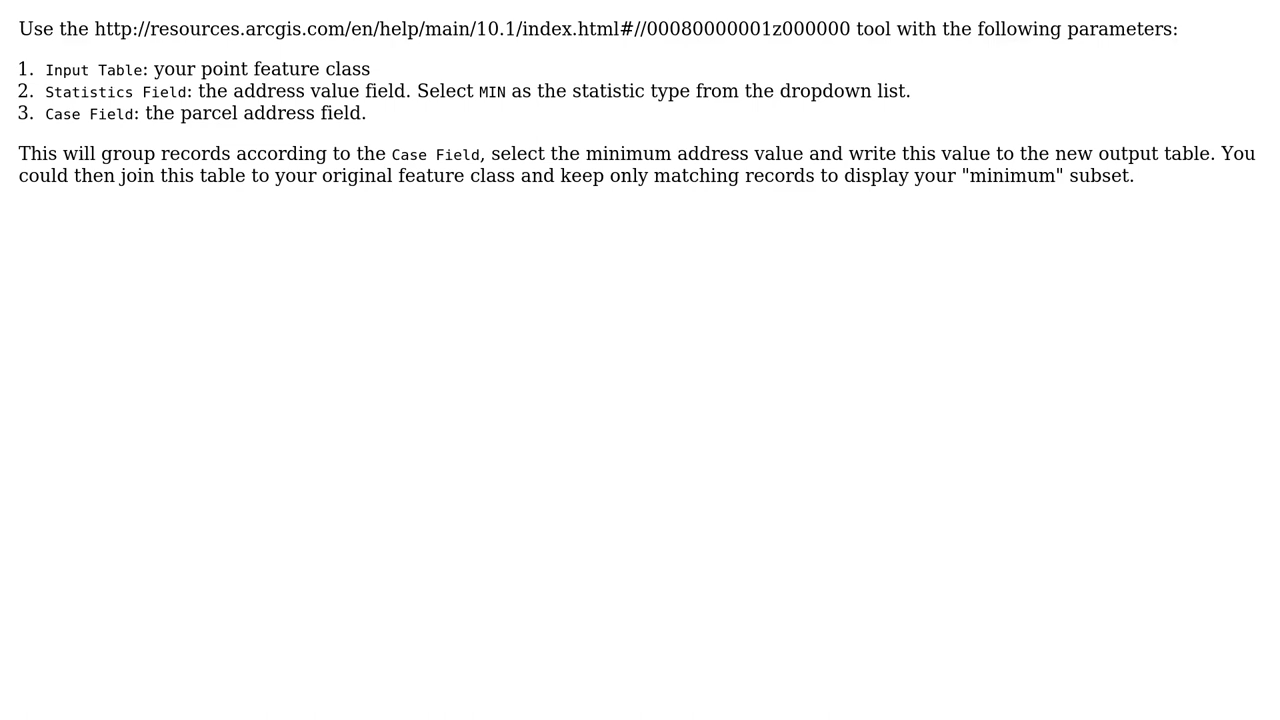 Use the http://resources.arcgis.com/en/help/main/10.1/index.html#//00080000001z000000 tool with the following parameters:
1. Input Table: your point feature class
2. Statistics Field: the address value field. Select MIN as the statistic type from the dropdown list.
3. Case Field: the parcel address field.
This will group records according to the Case Field, select the minimum address value and write this value to the new output table. You
could then join this table to your original feature class and keep only matching records to display your "minimum" subset.